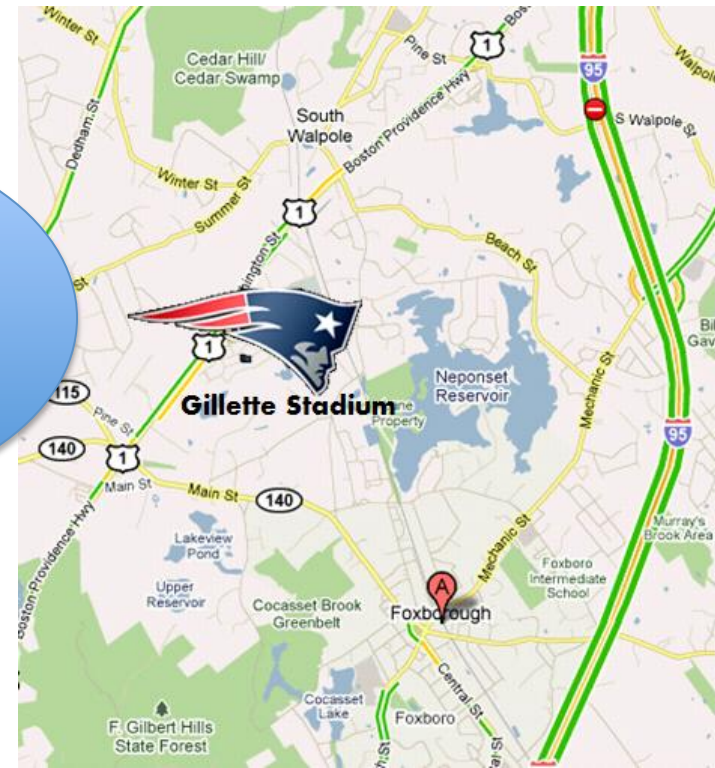 Winter St
Cedar Hill/
Cedar Swamp
Pine St
1
95
Dedham St
South
Walpole
Boston Providence Hwy
S Walpole St
Winter St
Summer St
1
Beach St
St
1
Gillette Stadium
Property
Neponset
Reservoir
Mechanic St
115
Pine St
140
1
Main St
Main St
140
95
Boston Providence Hwy
Lakeview
Pond
Upper
Reservoir
Cocasset Brook
Greenbelt
Mechanic St
Murray's
Brook Area
Foxboro
Intermediate
School
A
Foxborough
Central St
Cocasset
Lake
Foxboro
F. Gilbert Hills
State Forest